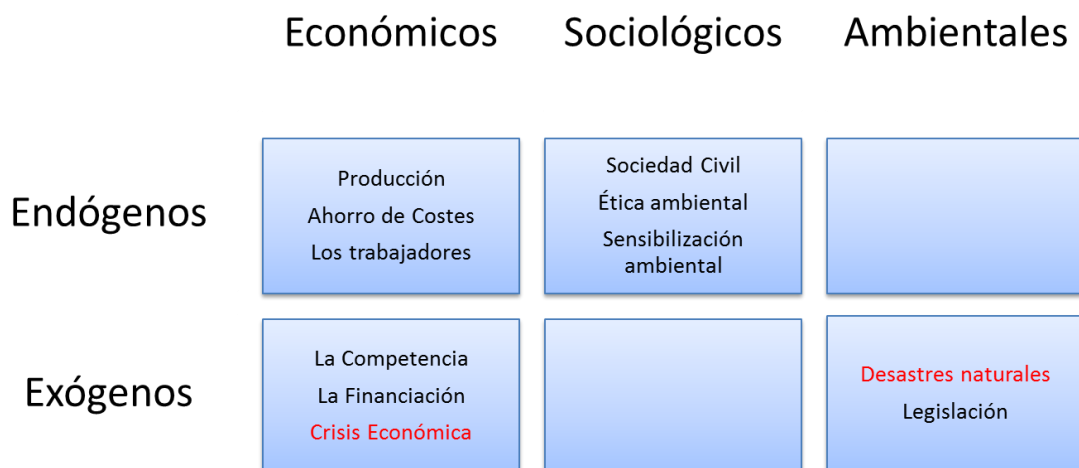 Económicos Sociológicos Ambientales
Endógenos
Producción
Ahorro de Costes
Los trabajadores
Sociedad Civil
Ética ambiental
Sensibilización
ambiental
Exógenos
La Competencia
La Financiación
Crisis Económica
Desastres naturales
Legislación